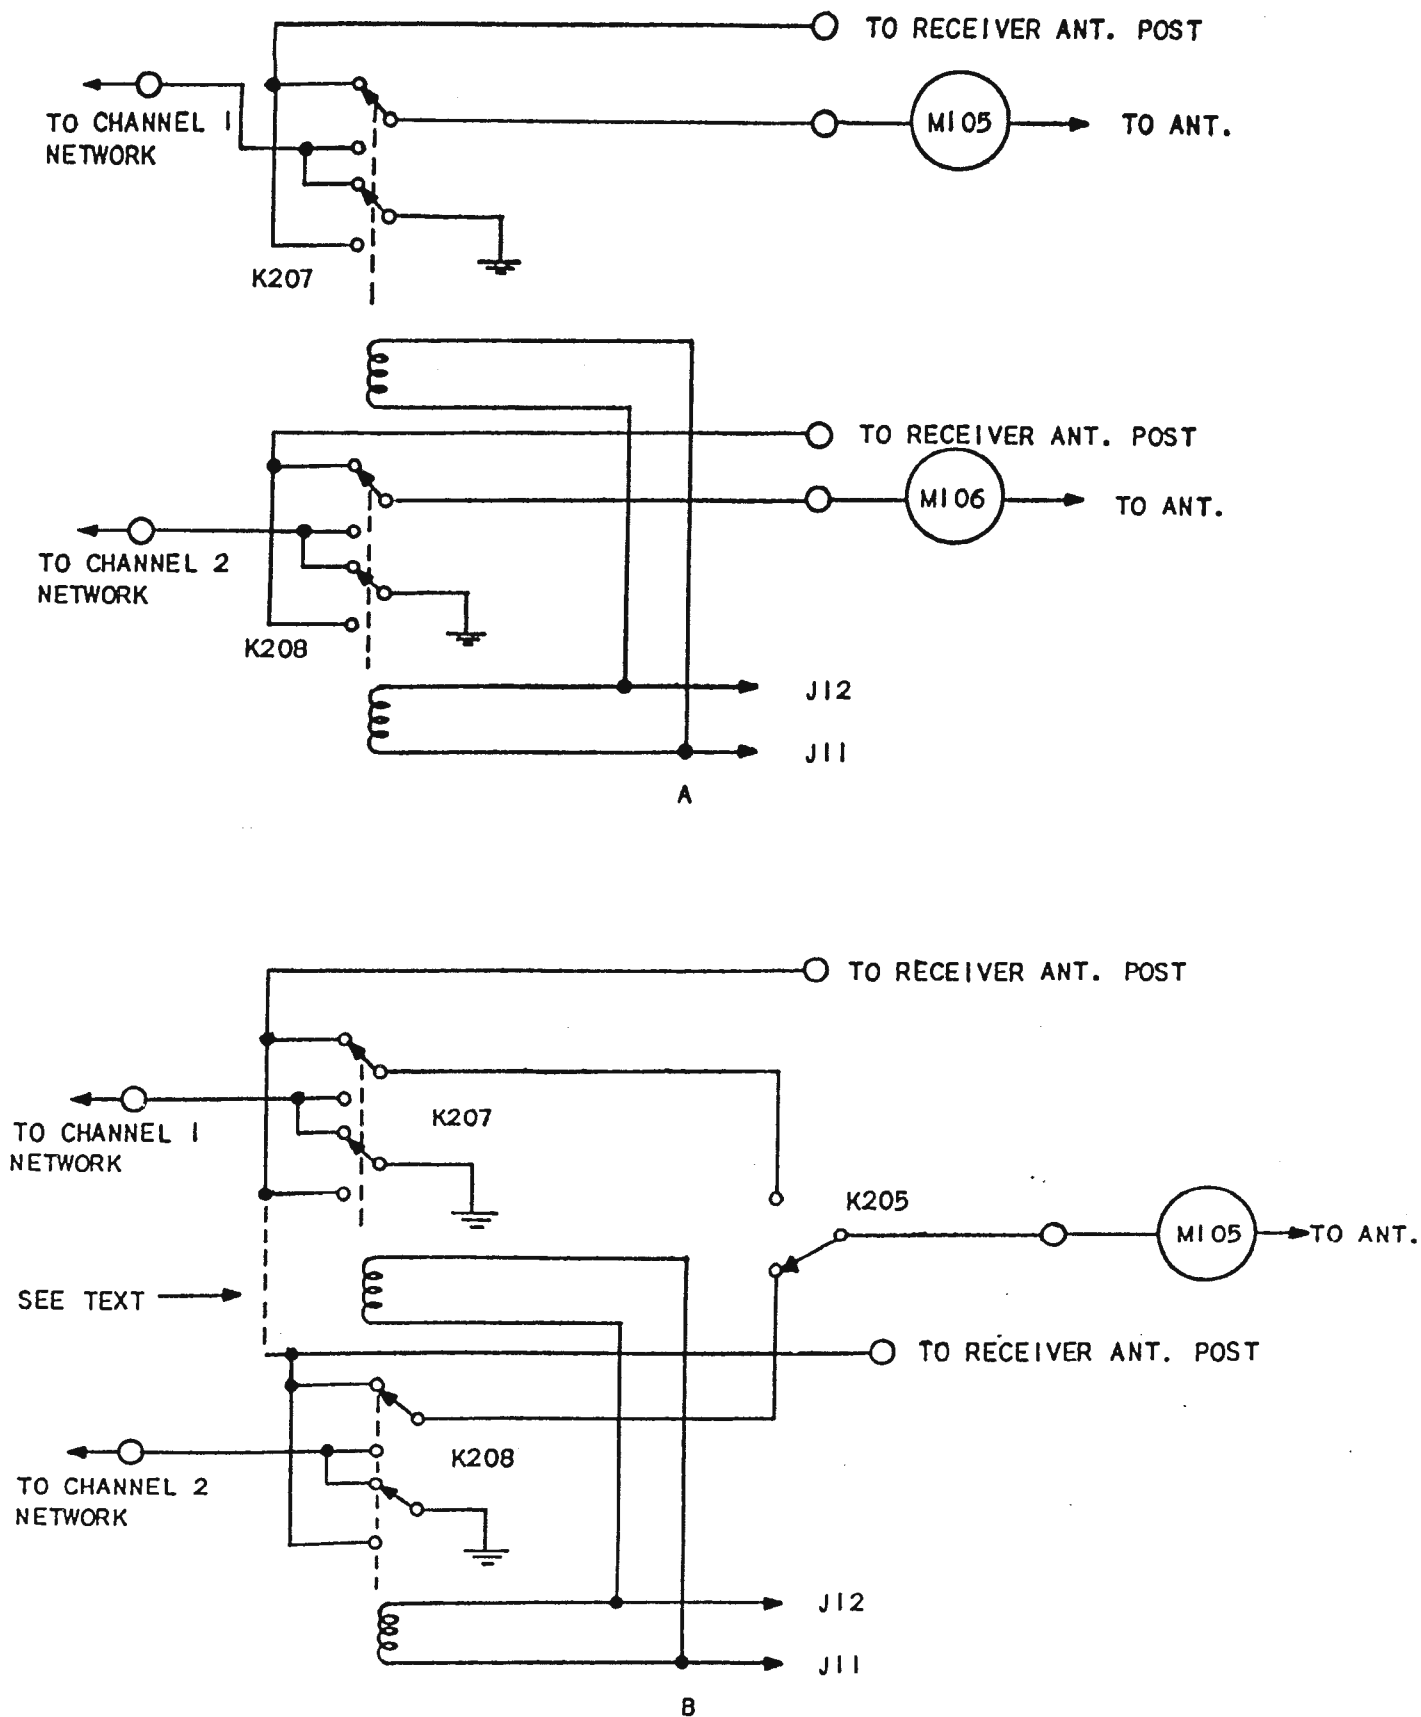 TO RECEIVER ANT. POST
TO CHANNEL 1
NETWORK
M105
TO ANT.
K207
TO RECEIVER ANT. POST
M106
TO ANT.
TO CHANNEL 2
NETWORK
K208
J12
J11
A
TO RECEIVER ANT. POST
K207
TO CHANNEL 1
NETWORK
K205
M105
TO ANT.
SEE TEXT
TO RECEIVER ANT. POST
K208
TO CHANNEL 2
NETWORK
J12
J11
B